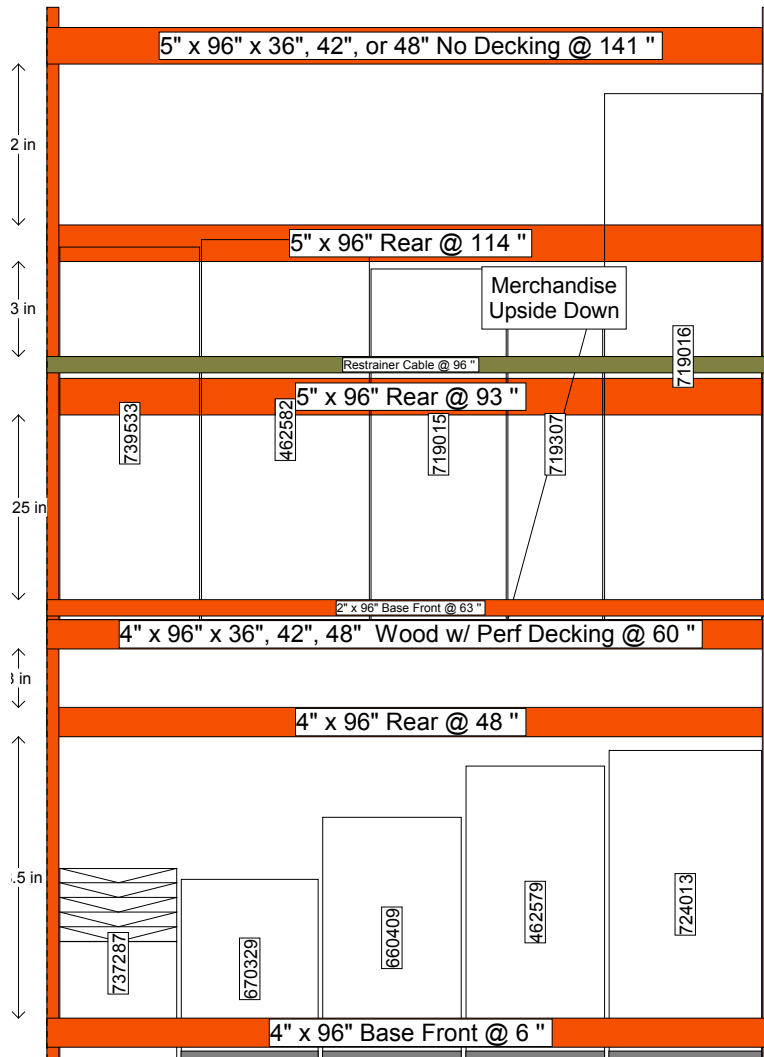 5" x 96" x 36", 42", or 48" No Decking @ 141 "
2 in
5" x 96" Rear @ 114 "
3 in
Merchandise
Upside Down
Restrainer Cable @ 96 "
719016
5" x 96" Rear @ 93 "
739533
462582
719015
719307
25 in
2" x 96" Base Front @ 63 "
4" x 96" x 36", 42", 48"  Wood w/ Perf Decking @ 60 "
in
4" x 96" Rear @ 48 "
.5 in
737287
670329
660409
462579
724013
4" x 96" Base Front @ 6 "